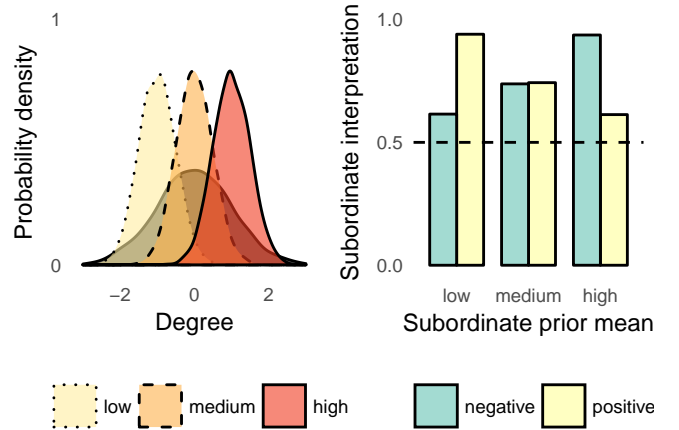 Probability density
1
0
−2 0 2
Degree
low medium high
Subordinate interpretation
1.0
0.5
0.0
low medium high
Subordinate prior mean
negative positive